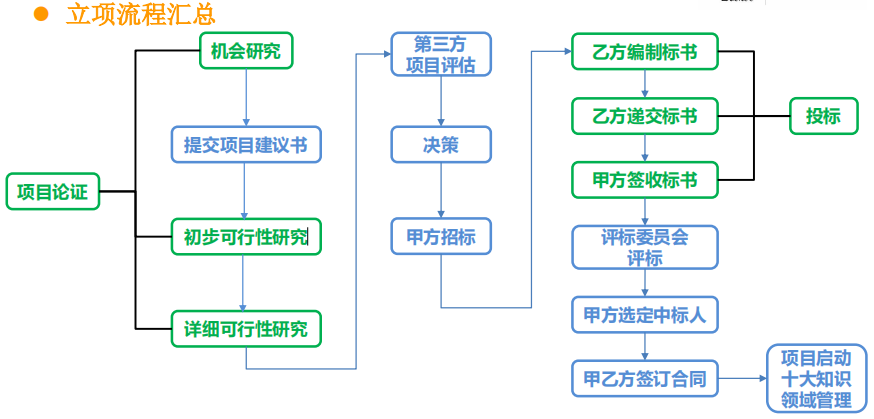 立项流程汇总
项目论证
机会研究
提交项目建议书
初步可行性研究
详细可行性研究
第三方
项目评估
决策
甲方招标
乙方编制标书
乙方递交标书
甲方签收标书
投标
评标委员会
评标
甲方选定中标人
甲乙方签订合同
项目启动
十大知识
领域管理